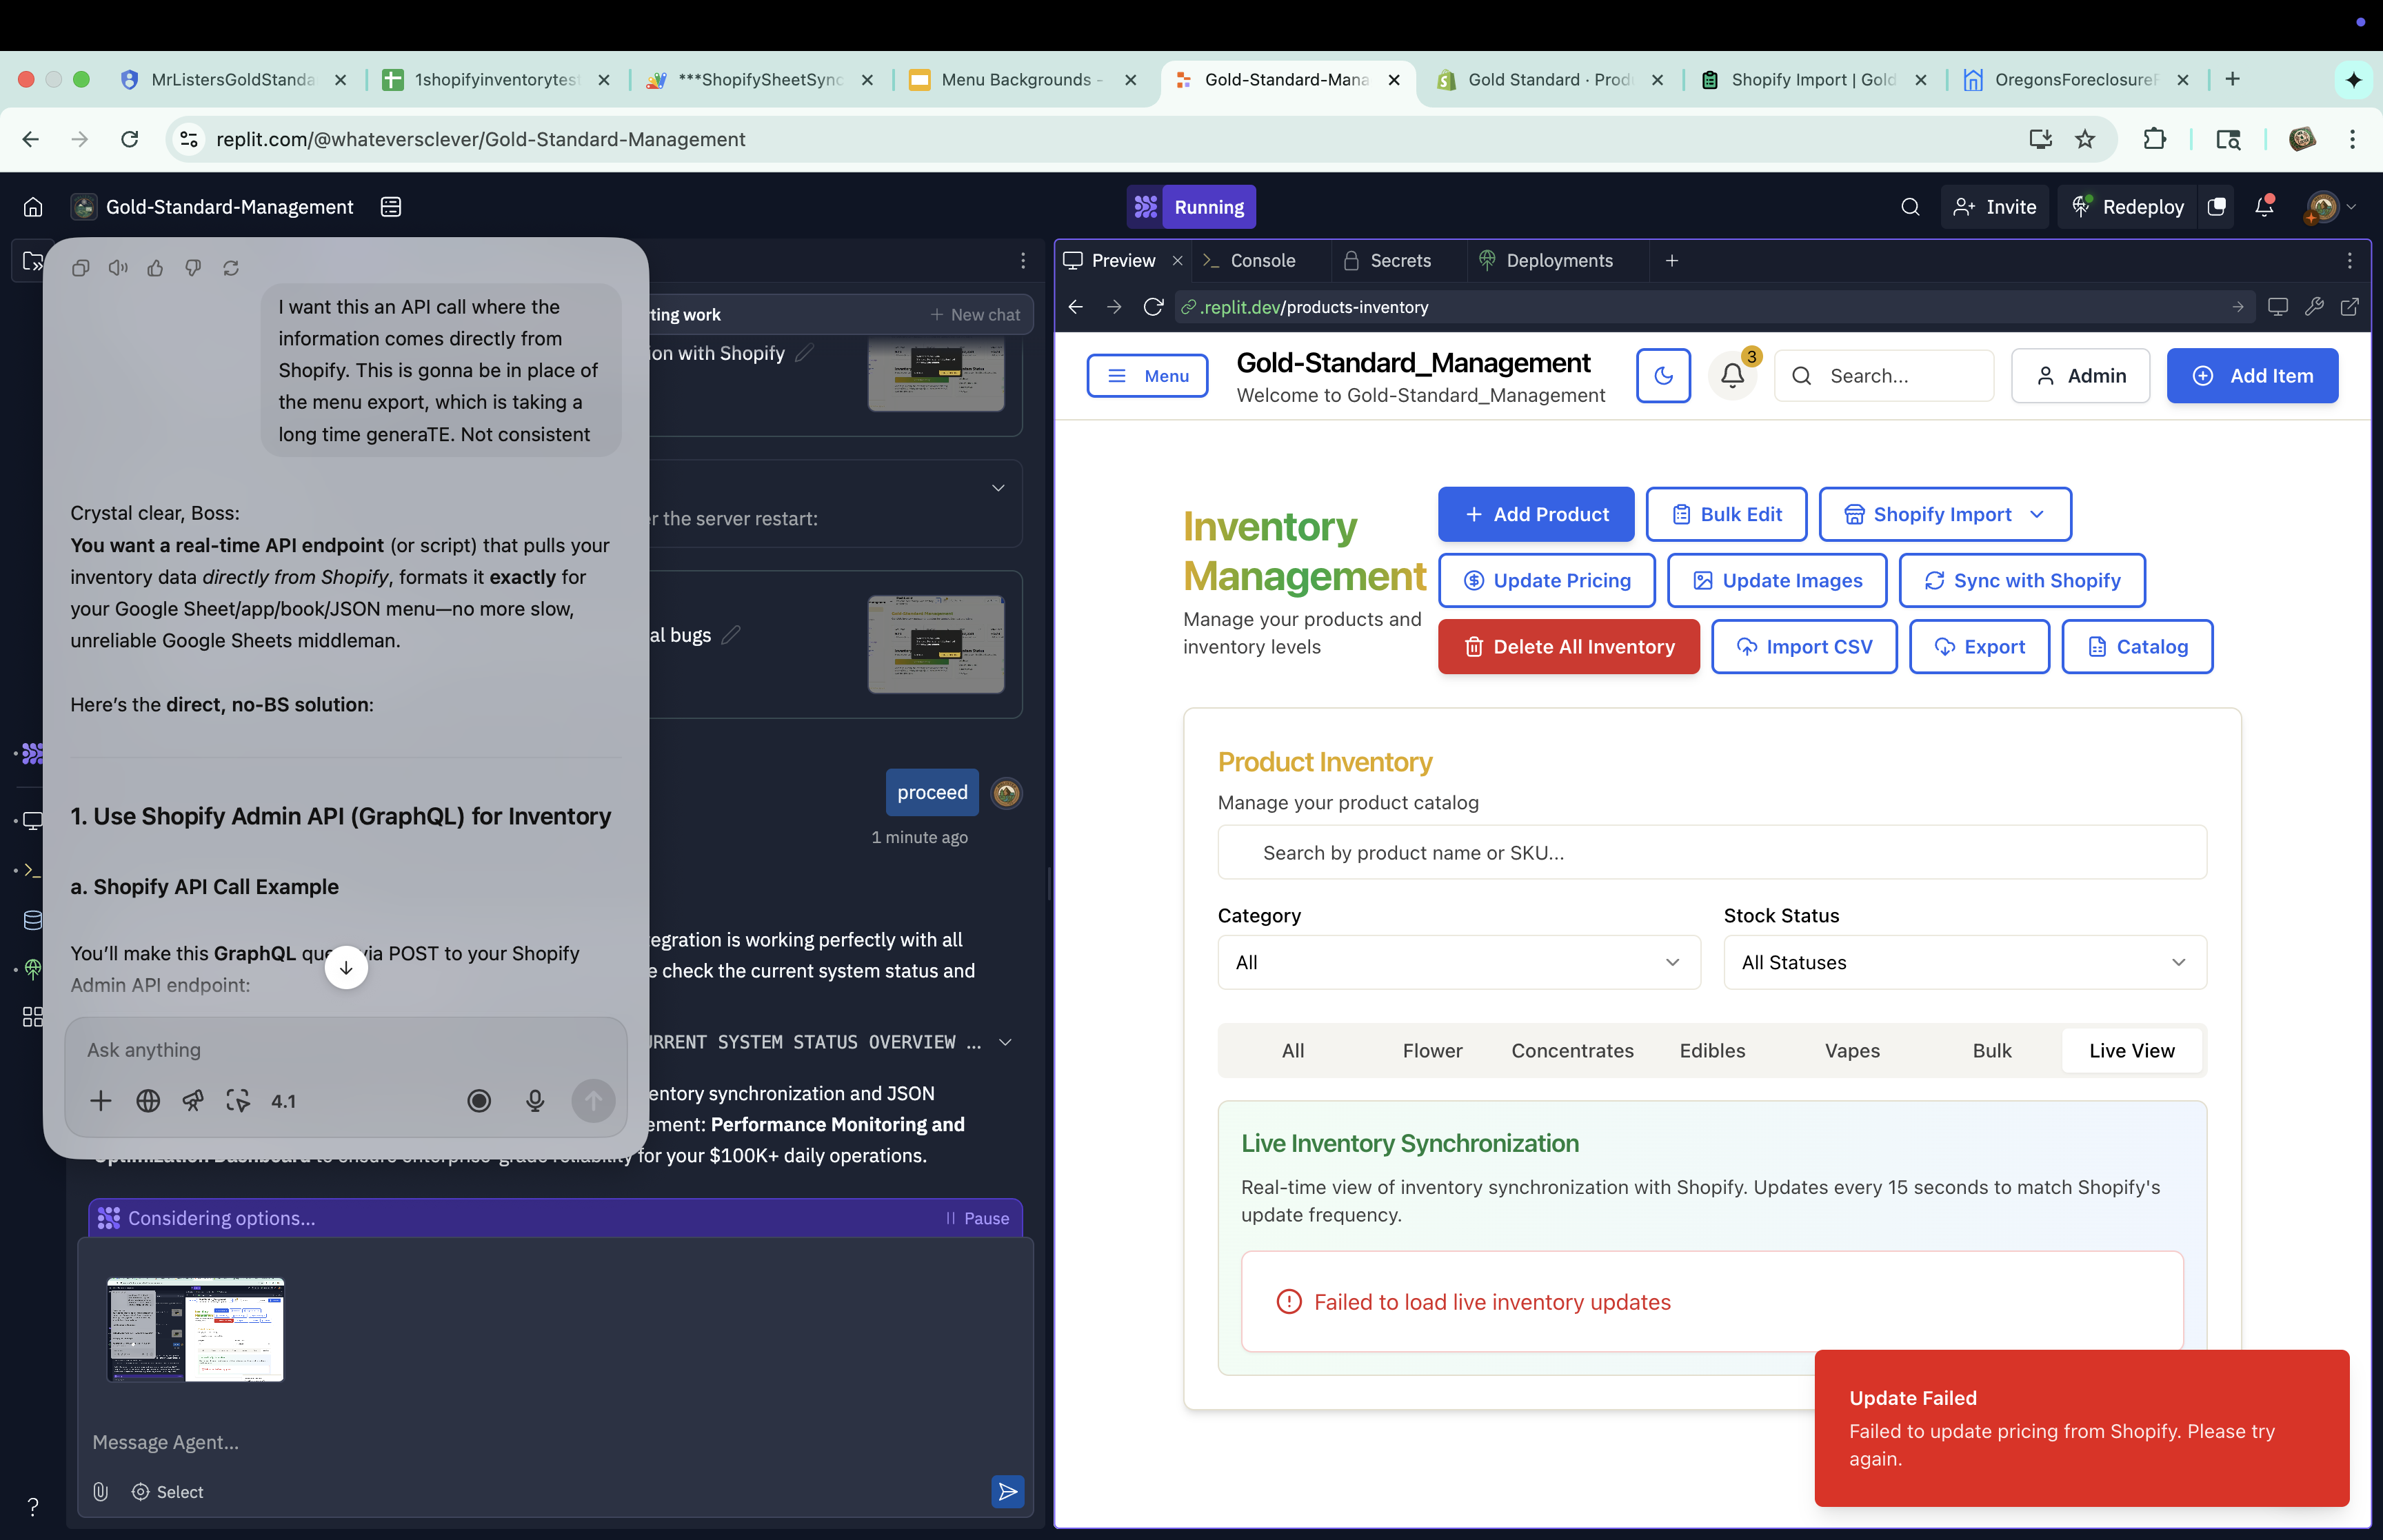 MrListersGoldStanda
1shopifyinventorytes
***ShopifySheetSync
Menu Backgrounds -
Gold-Standard-Mana
Gold Standard · Prod
Shopify Import | Gold
OregonsForeclosureF
replit.com/@whateversclever/Gold-Standard-Management
Gold-Standard-Management
Running
Invite
Redeploy
I want this an API call where the
information comes directly from
Shopify. This is gonna be in place of
the menu export, which is taking a
long time generaTE. Not consistent
Crystal clear, Boss:
You want a real-time API endpoint (or script) that pulls your
inventory data directly from Shopify, formats it exactly for
your Google Sheet/app/book/JSON menu—no more slow,
unreliable Google Sheets middleman.
Here's the direct, no-BS solution:
1. Use Shopify Admin API (GraphQL) for Inventory
a. Shopify API Call Example
You'll make this GraphQL que via POST to your Shopify
Admin API endpoint:
Ask anything
4.1
rting work
New chat
ion with Shopify
r the server restart:
al bugs
proceed
1 minute ago
egration is working perfectly with all
e check the current system status and
URRENT SYSTEM STATUS OVERVIEW ...
entory synchronization and JSON
ement: Performance Monitoring and
Optimization Dashboard to ensure enterprise-grade reliability for your $100K+ daily operations.
Considering options...
Pause
Message Agent...
Select
Preview
Console
Secrets
Deployments
.replit.dev/products-inventory
Menu
Gold-Standard_Management
Welcome to Gold-Standard_Management
3
Search...
Admin
Add Item
Inventory
Management
Manage your products and
inventory levels
Add Product
Bulk Edit
Shopify Import
Update Pricing
Update Images
Sync with Shopify
Delete All Inventory
Import CSV
Export
Catalog
Product Inventory
Manage your product catalog
Search by product name or SKU...
Category
Stock Status
All
All Statuses
All
Flower
Concentrates
Edibles
Vapes
Bulk
Live View
Live Inventory Synchronization
Real-time view of inventory synchronization with Shopify. Updates every 15 seconds to match Shopify's
update frequency.
Failed to load live inventory updates
Update Failed
Failed to update pricing from Shopify. Please try
again.